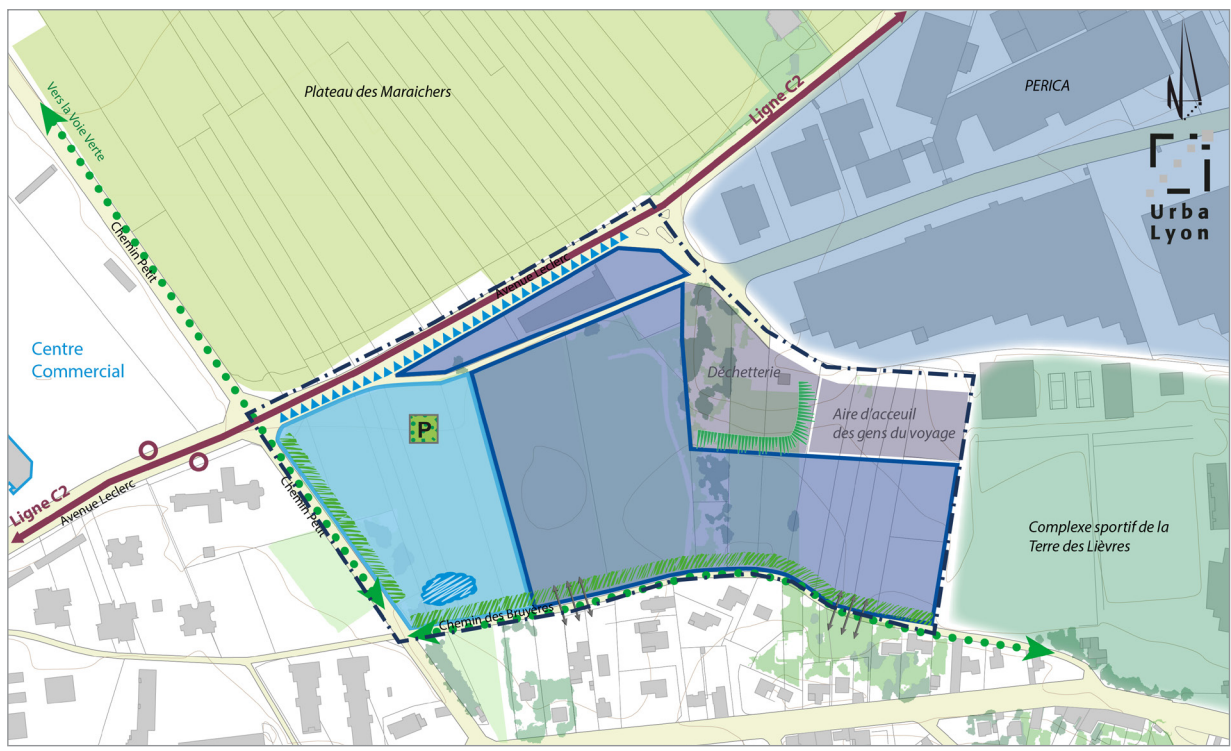 Plateau des Maraichers
PERICA
Ligne C2
Vers la Voie Verte
Urba
Lyon
Chemin Petit
Avenue Leclerc
Centre
Commercial
Déchetterie
P
Aire d'acceuil
des gens du voyage
Ligne C2
Avenue Leclerc
Chemin Petit
Complexe sportif de la
Terre des Lièvres
Chemin des Bruyères